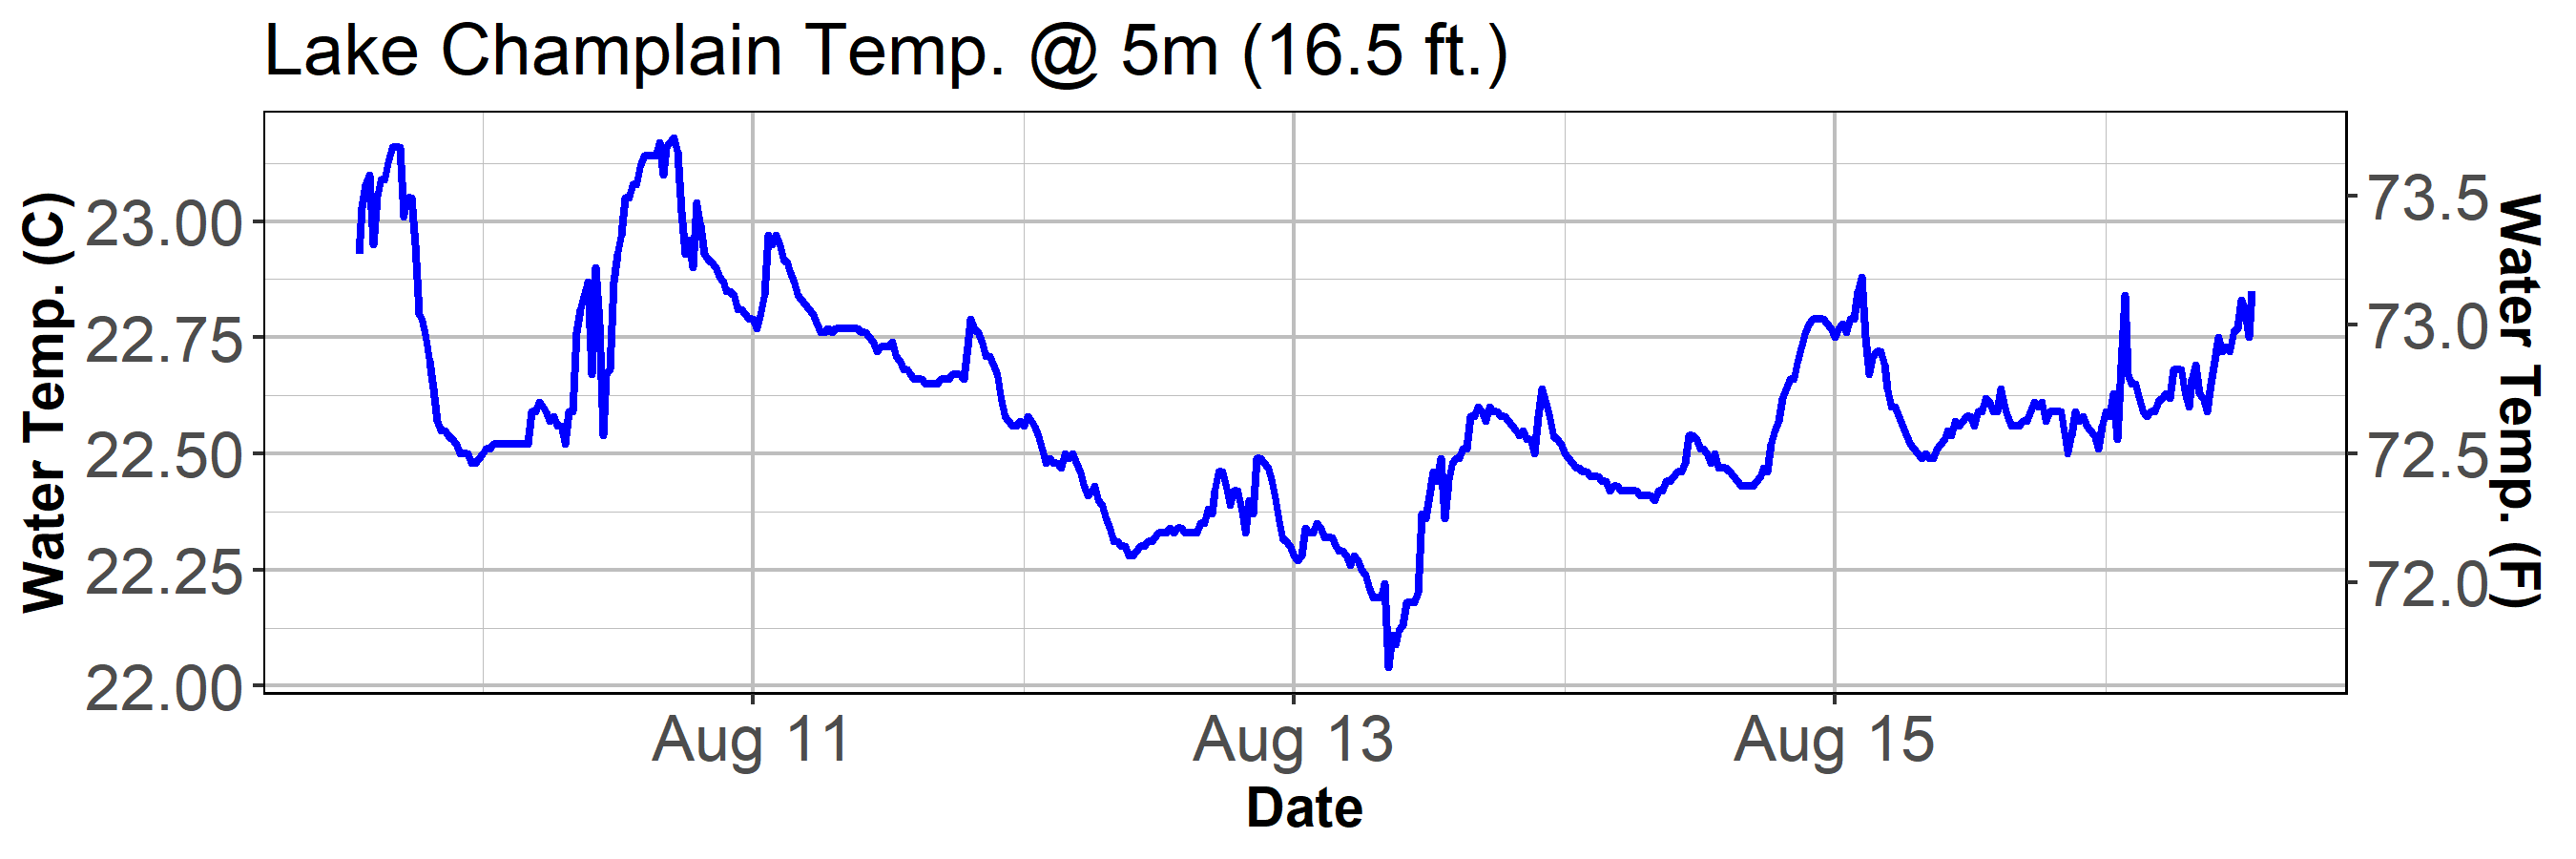 Lake Champlain Temp. @ 5m (16.5 ft.)
Water Temp. (C)
23.00
22.75
22.50
22.25
22.00
73.5
73.0
72.5
72.0
Water Temp. (F)
Aug 11
Aug 13
Aug 15
Date